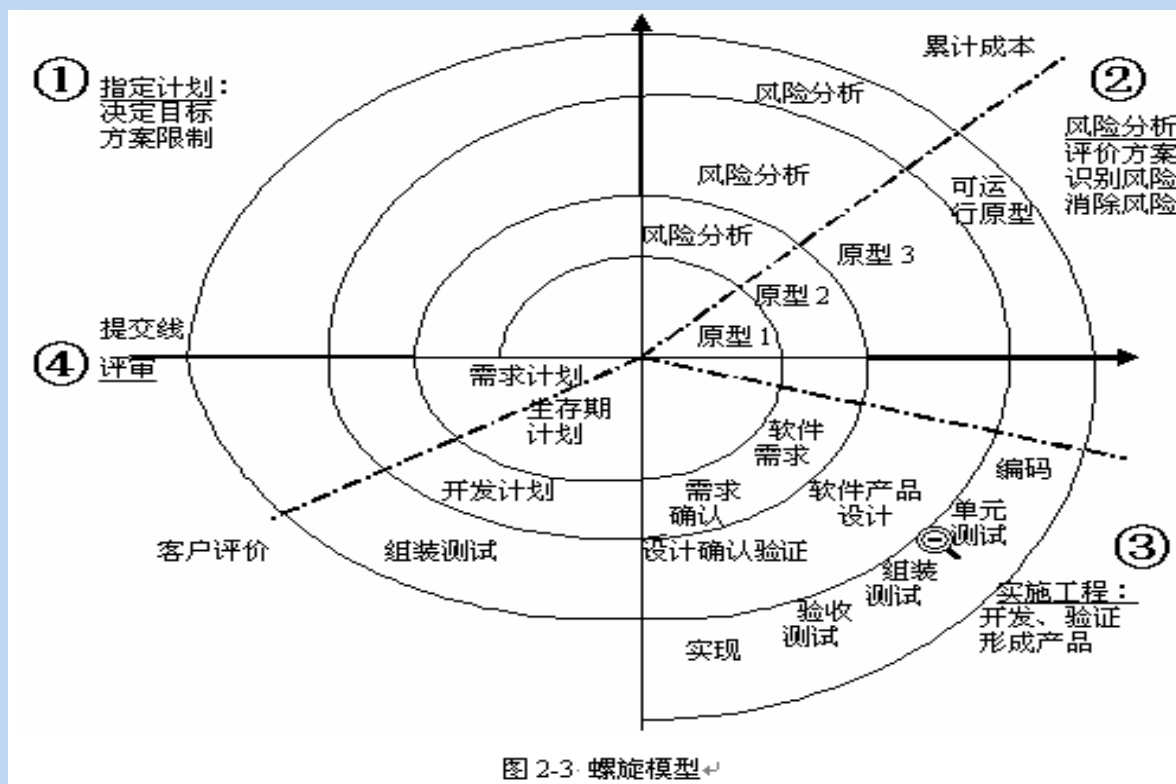 ①
指定计划:
决定目标
方案限制
累计成本
②
风险分析
评价方案
识别风险
消除风险
风险分析
风险分析
风险分析
可运
行原型
原型 3
原型 2
原型 1
提交线
④
评审
需求计划
生存期
计划
软件
需求
编码
开发计划
需求
确认
软件产品
设计
单元
测试
客户评价
组装测试
设计确认验证
组装
测试
③
实施工程:
开发、验证
形成产品
验收
测试
实现
图 2-3· 螺旋模型↵